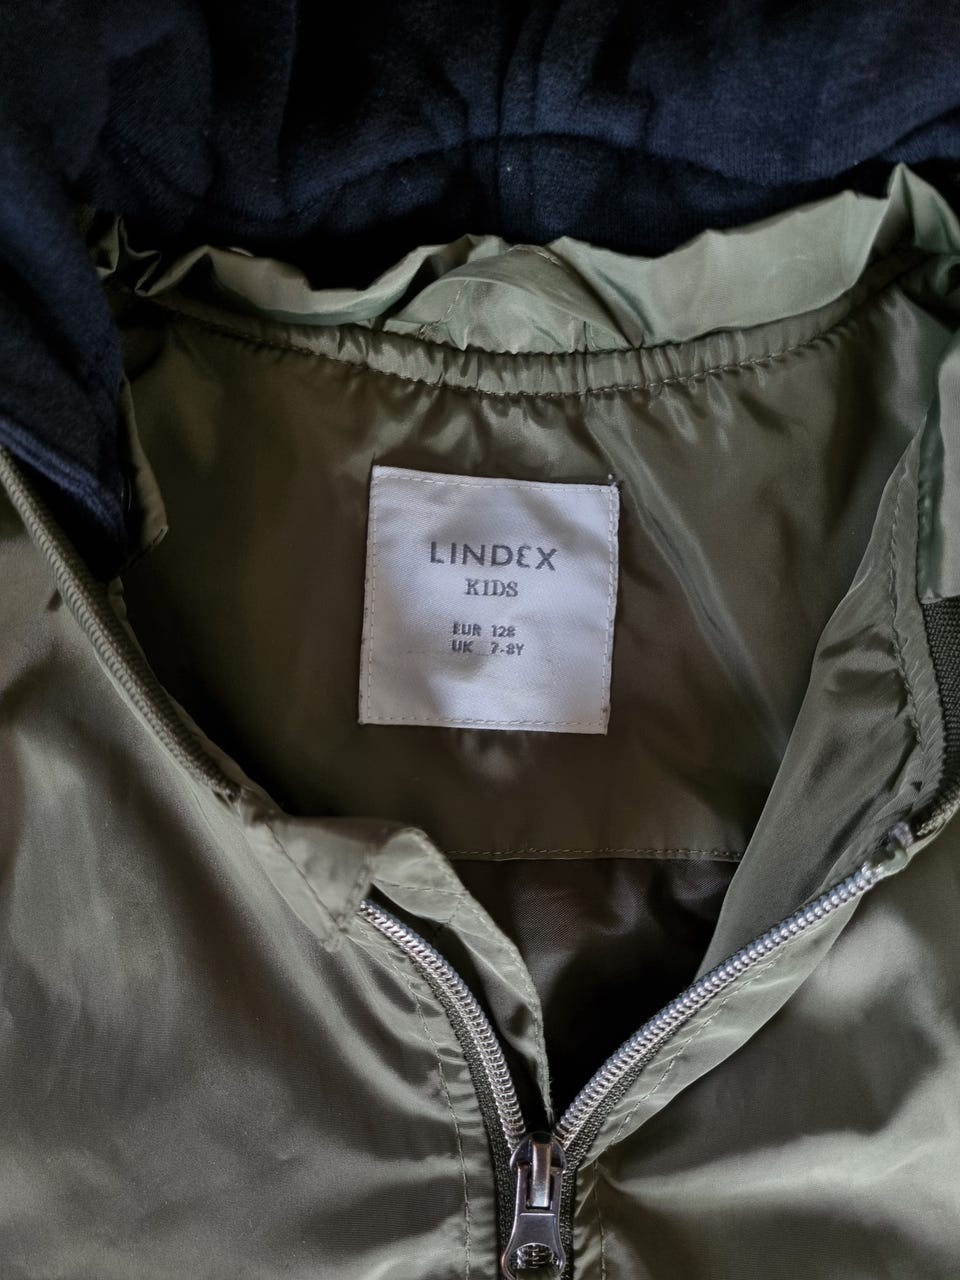 LINDEX
KIDS
EUR 128
UK 7-8Y